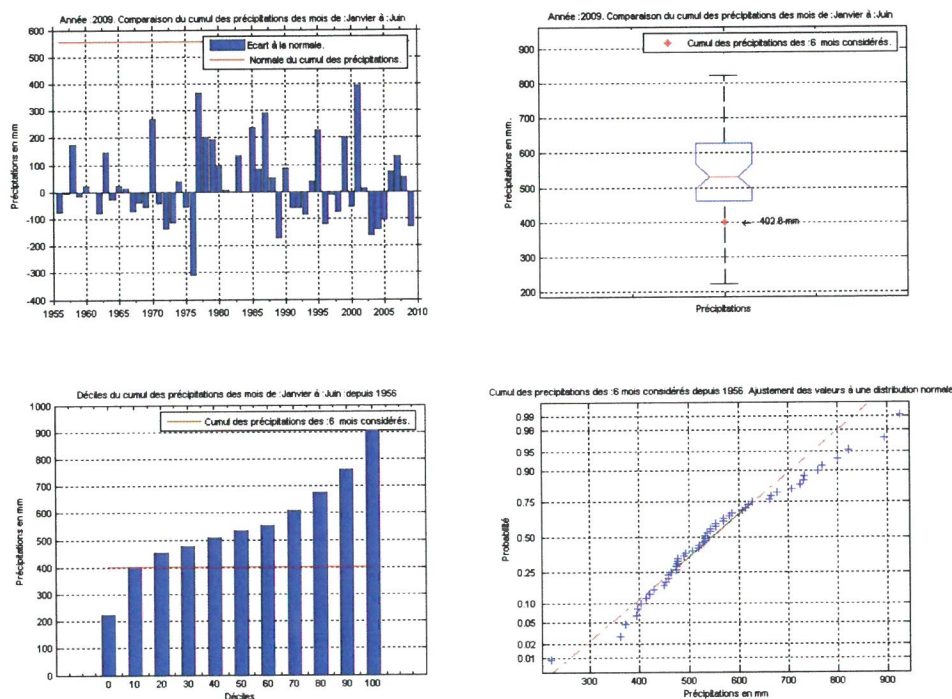 Année :2009. Comparaison du cumul des précipitations des mois de :Janvier à :Juin
600
500
400
300
200
100
0
-100
-200
-300
-400
Précipitations en mm
Ecart à la normale.
Normale du cumul des précipitations.
1955 1960 1965 1970 1975 1980 1985 1990 1995 2000 2005 2010
Année :2009. Comparaison du cumul des précipitations des mois de :Janvier à :Juin
900
800
700
600
500
400
300
200
Précipitations en mm.
Cumul des précipitations des :6 mois considérés.
402.8 mm
Précipitations
Déciles du cumul des précipitations des mois de :Janvier à :Juin :depuis 1956
1000
900
800
700
600
500
400
300
200
100
0
Précipitations en mm
Cumul des précipitations des :6 mois considérés.
0 10 20 30 40 50 60 70 80 90 100
Déciles
Cumul des precipitations des :6 mois considérés depuis 1956 Ajustement des valeurs à une distribution normale
0.99
0.98
0.95
0.90
0.75
0.50
0.25
0.10
0.05
0.02
0.01
Probabilité
300 400 500 600 700 800 900
Précipitations en mm